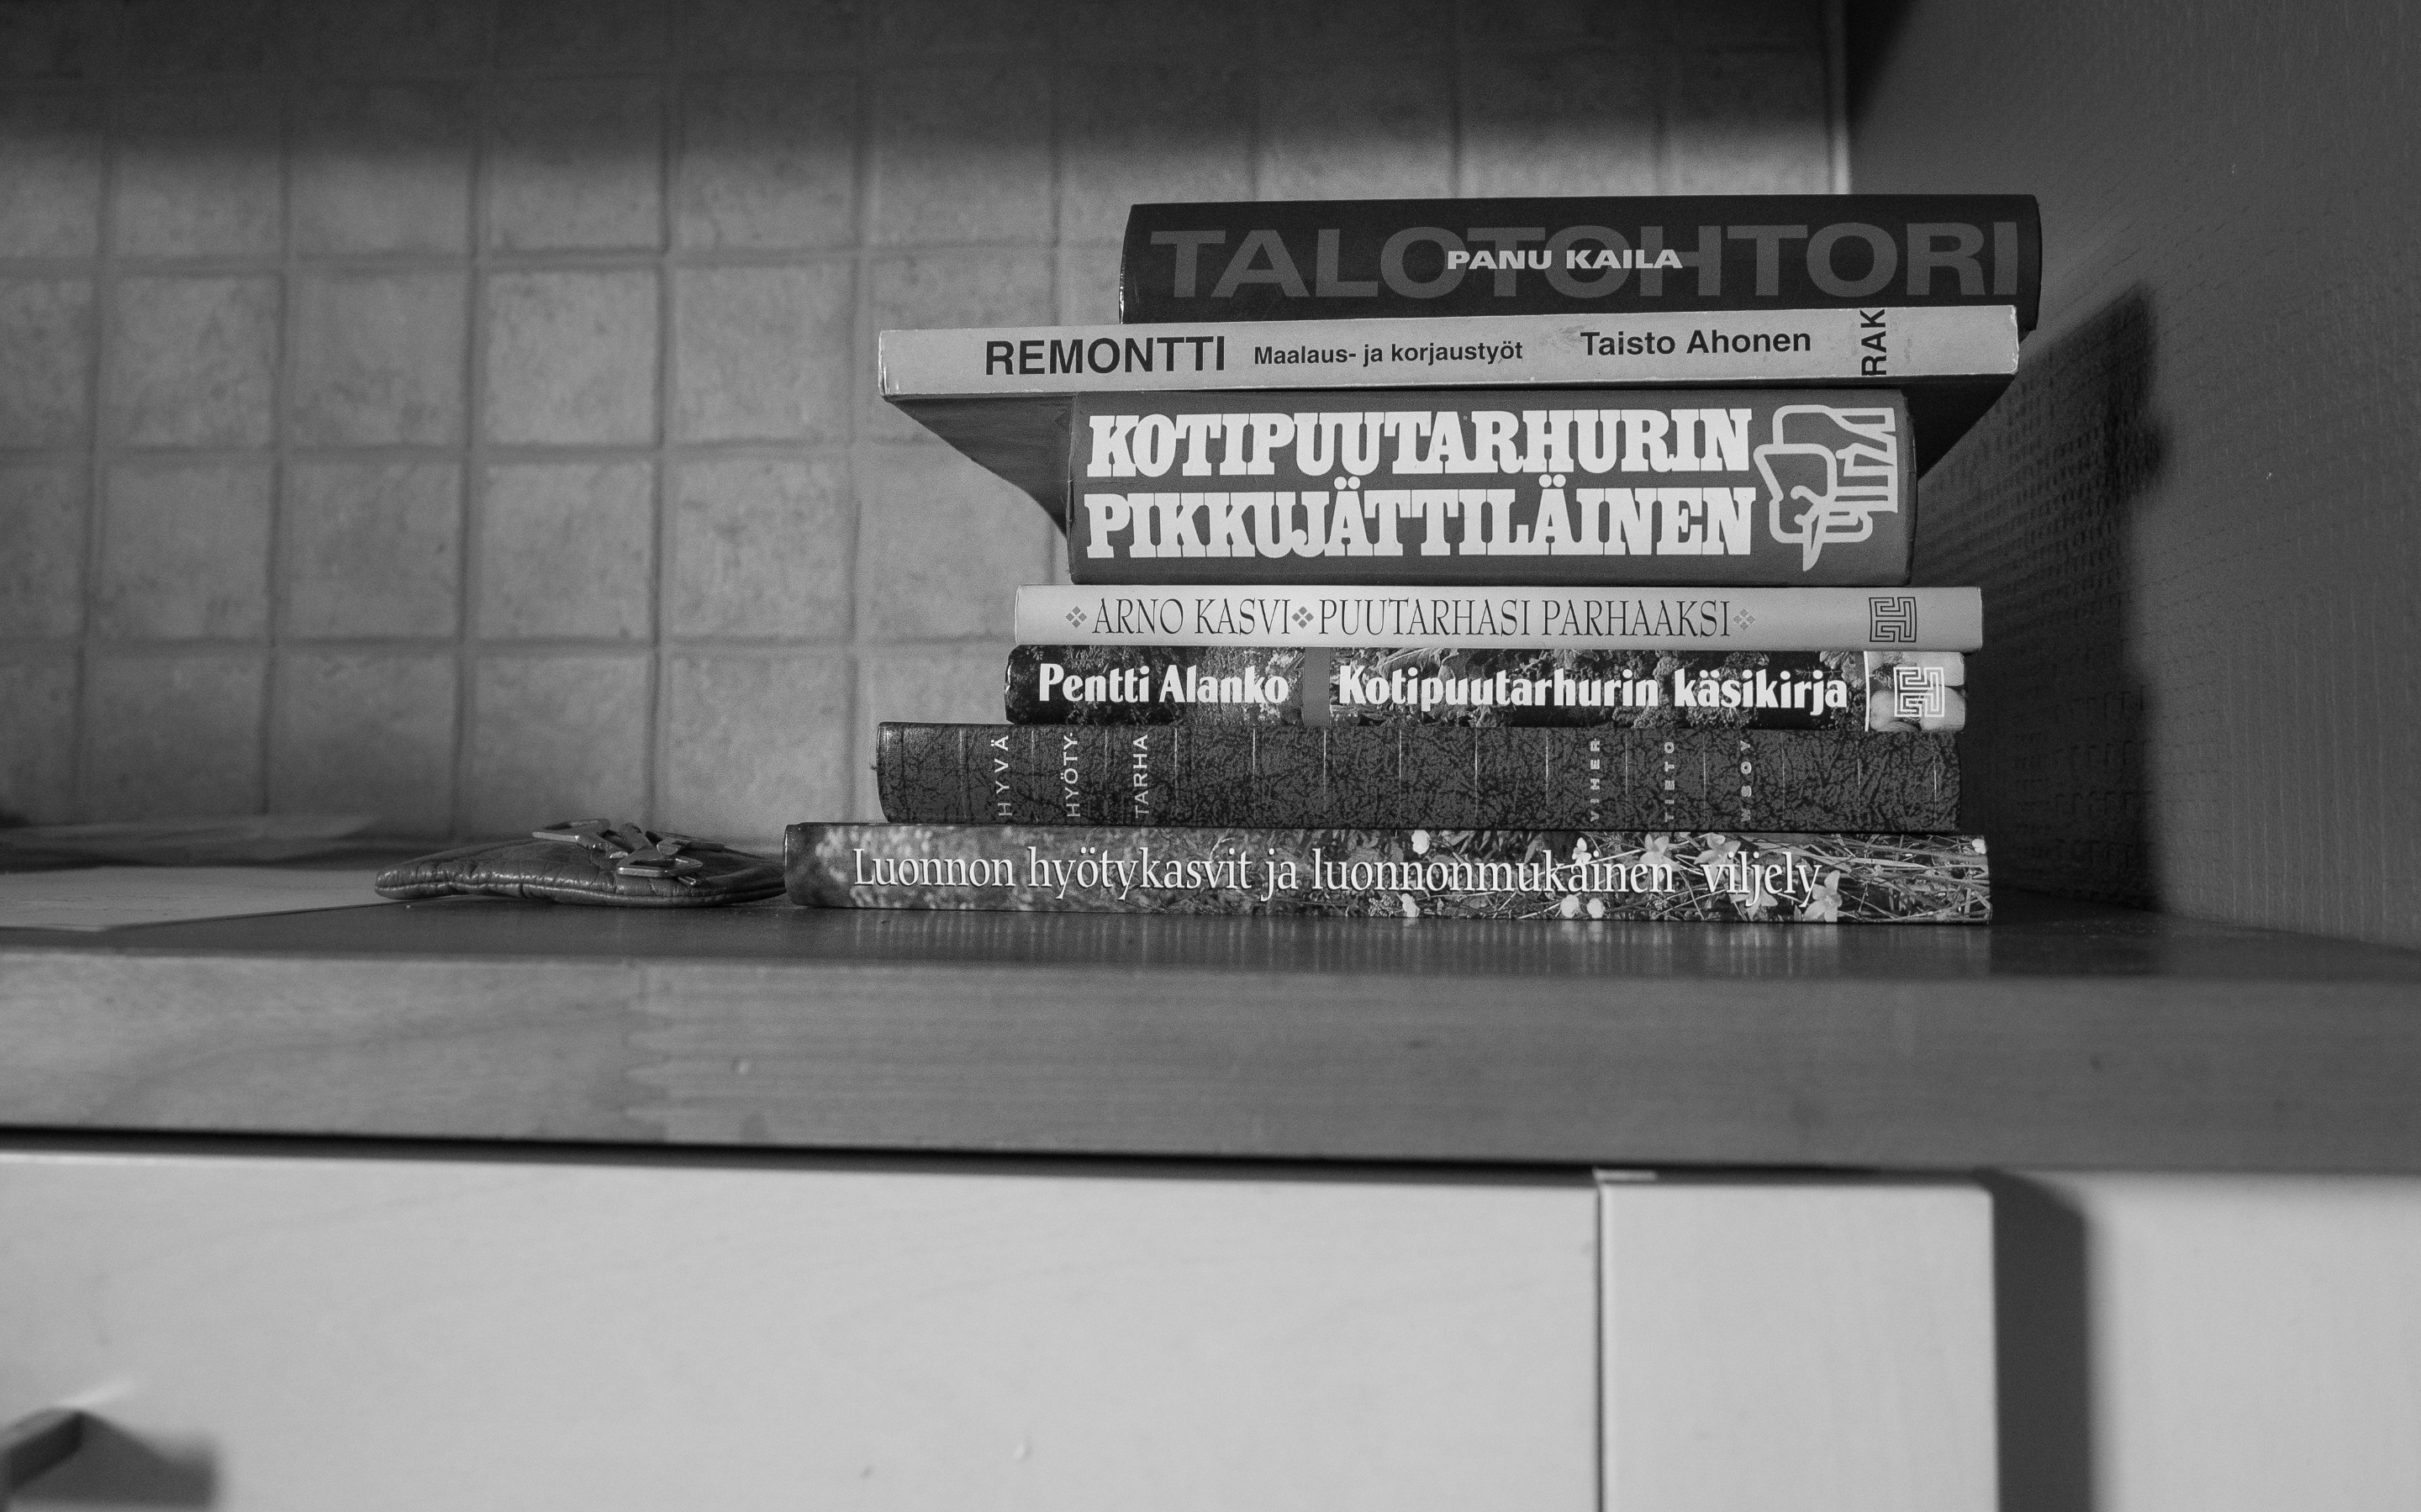 TALOTOHTORI
PANU KAILA
REMONTTI Maalaus- ja korjaustyöt Taisto Ahonen RAK
KOTIPUUTARHURIN
PIKKUJÄTTILÄINEN
ARNO KASVI PUUTARHASI PARHAAKSI
Pentti Alanko Kotipuutarhurin käsikirja
HYVÄ
HYÖTY-
TARHA
VIHER
TIETO
WSOY
Luonnon hyötykasvit ja luonnonmukainen viljely